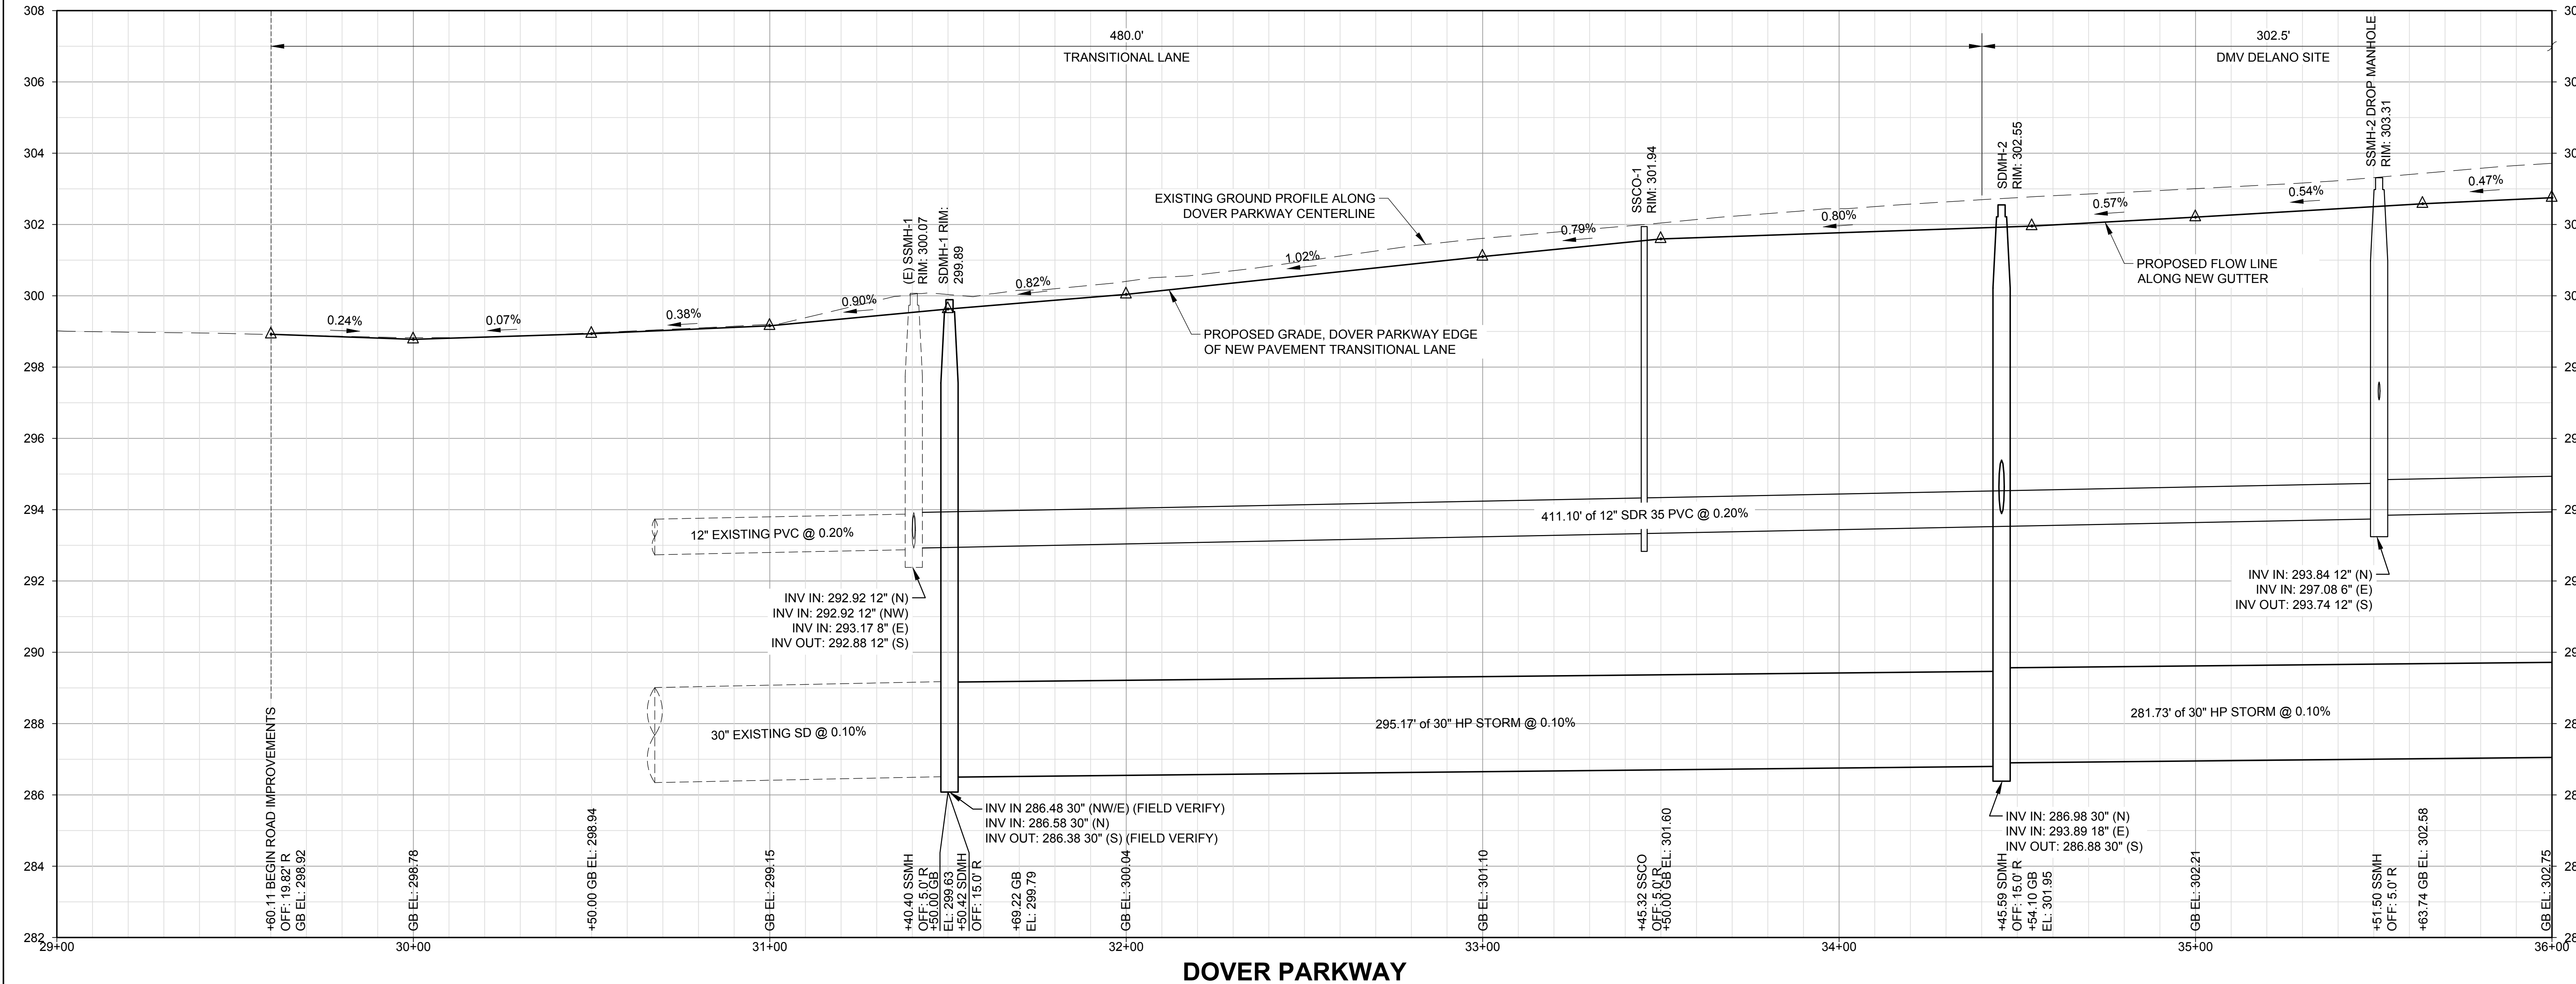 308
306
304
302
300
298
296
294
292
290
288
286
284
282
480.0'
TRANSITIONAL LANE
302.5'
DMV DELANO SITE
EXISTING GROUND PROFILE ALONG
DOVER PARKWAY CENTERLINE
PROPOSED GRADE, DOVER PARKWAY EDGE
OF NEW PAVEMENT TRANSITIONAL LANE
PROPOSED FLOW LINE
ALONG NEW GUTTER
0.24%
0.07%
0.38%
0.90%
0.82%
1.02%
0.79%
0.80%
0.57%
0.54%
0.47%
(E) SSMH-1
RIM: 300.07
SDMH-1 RIM:
299.89
SSCO-1
RIM: 301.94
SDMH-2
RIM: 302.55
SSMH-2 DROP MANHOLE
RIM: 303.31
12" EXISTING PVC @ 0.20%
411.10' of 12" SDR 35 PVC @ 0.20%
INV IN: 292.92 12" (N)
INV IN: 292.92 12" (NW)
INV IN: 293.17 8" (E)
INV OUT: 292.88 12" (S)
INV IN: 293.84 12" (N)
INV IN: 297.08 6" (E)
INV OUT: 293.74 12" (S)
30" EXISTING SD @ 0.10%
295.17' of 30" HP STORM @ 0.10%
281.73' of 30" HP STORM @ 0.10%
INV IN 286.48 30" (NW/E) (FIELD VERIFY)
INV IN: 286.58 30" (N)
INV OUT: 286.38 30" (S) (FIELD VERIFY)
INV IN: 286.98 30" (N)
INV IN: 293.89 18" (E)
INV OUT: 286.88 30" (S)
+60.11 BEGIN ROAD IMPROVEMENTS
OFF: 19.82' R
GB EL: 298.92
GB EL: 298.78
+50.00 GB EL: 298.94
GB EL: 299.15
+40.40 SSMH
OFF: 5.0' R
+50.00 GB
EL: 299.63
+50.42 SDMH
OFF: 15.0' R
+69.22 GB
EL: 299.79
GB EL: 300.04
GB EL: 301.10
+45.32 SSCO
OFF: 5.0' R
+50.00 GB EL: 301.60
+45.59 SDMH
OFF: 15.0' R
+54.10 GB
EL: 301.95
GB EL: 302.21
+51.50 SSMH
OFF: 5.0' R
+63.74 GB EL: 302.58
GB EL: 302.75
29+00
30+00
31+00
32+00
33+00
34+00
35+00
36+00
DOVER PARKWAY